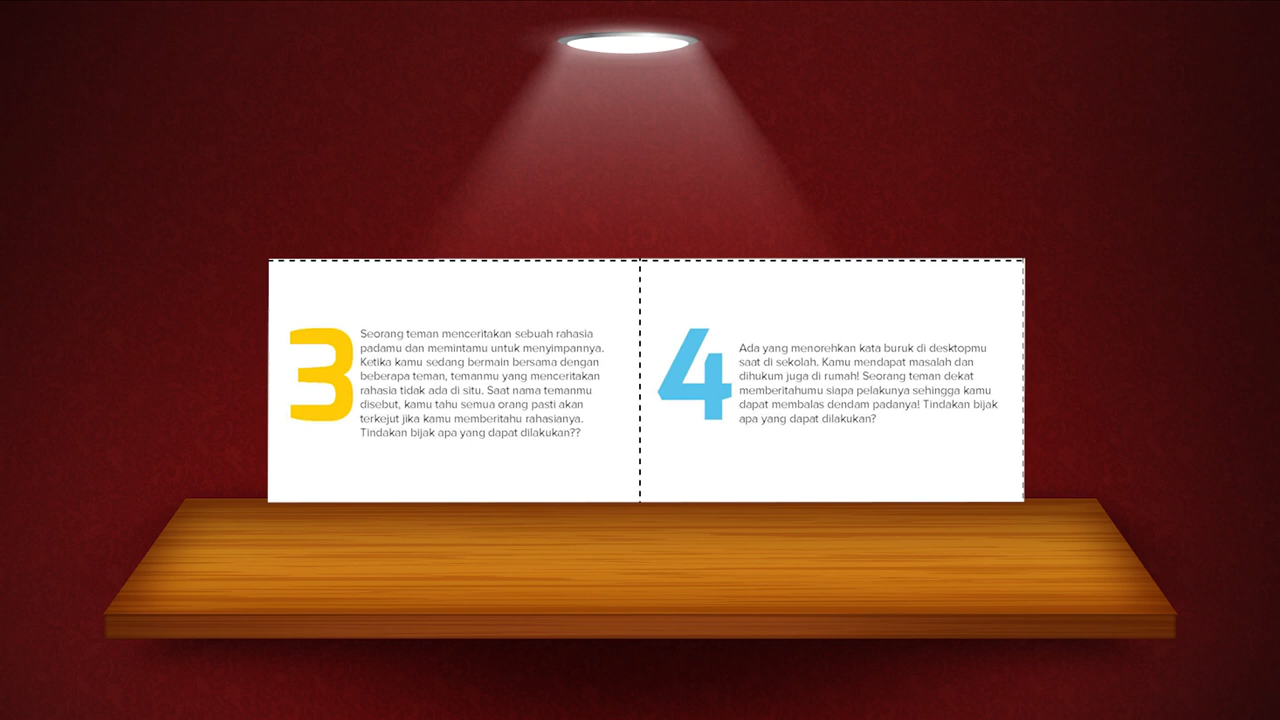 3
Seorang teman menceritakan sebuah rahasia
padamu dan memintamu untuk menyimpannya.
Ketika kamu sedang bermain bersama dengan
beberapa teman, temanmu yang menceritakan
rahasia tidak ada di situ. Saat nama temanmu
disebut, kamu tahu semua orang pasti akan
terkejut jika kamu memberitahu rahasianya.
Tindakan bijak apa yang dapat dilakukan??
4
Ada yang menorehkan kata buruk di desktopmu
saat di sekolah. Kamu mendapat masalah dan
dihukum juga di rumah! Seorang teman dekat
memberitahumu siapa pelakunya sehingga kamu
dapat membalas dendam padanya! Tindakan bijak
apa yang dapat dilakukan?